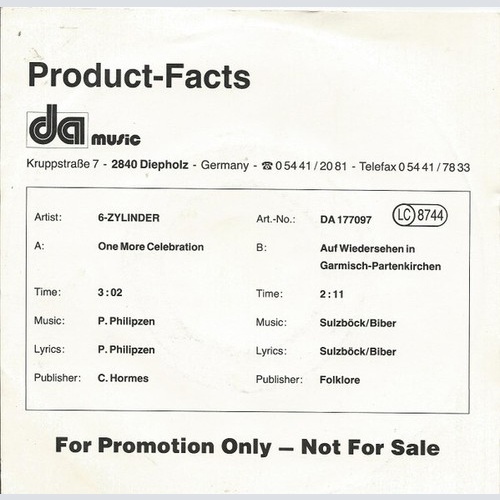 Product-Facts
da music
Kruppstraße 7 - 2840 Diepholz - Germany - ☎ 0 54 41 / 20 81 - Telefax 0 54 41 / 78 33
Artist: 6-ZYLINDER Art.-No.: DA 177097 LC 8744
A: One More Celebration B: Auf Wiedersehen in
Garmisch-Partenkirchen
Time: 3 : 02 Time: 2 : 11
Music: P. Philipzen Music: Sulzböck/Biber
Lyrics: P. Philipzen Lyrics: Sulzböck/Biber
Publisher: C. Hormes Publisher: Folklore
For Promotion Only – Not For Sale